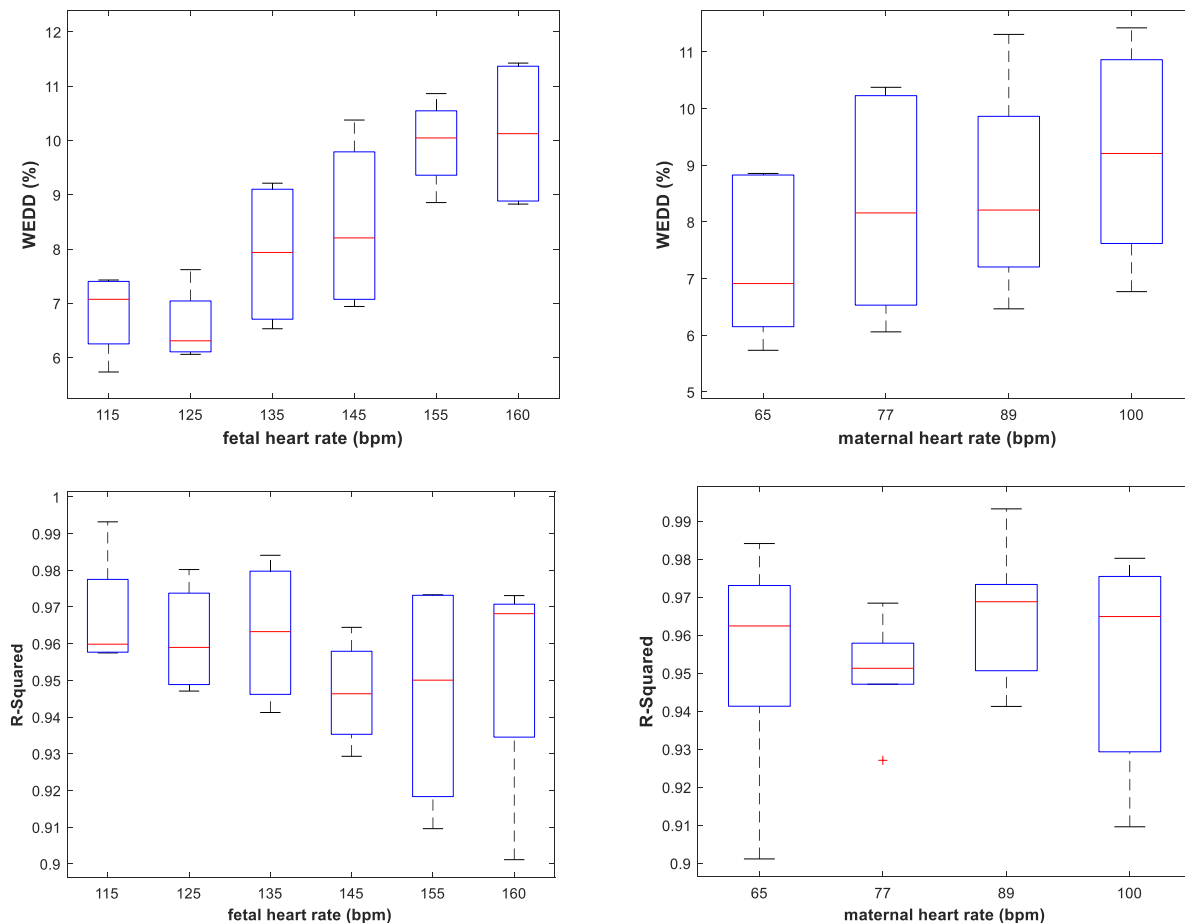 12
11
10
9
8
7
6
WEDD (%)
115 125 135 145 155 160
fetal heart rate (bpm)
11
10
9
8
7
6
5
WEDD (%)
65 77 89 100
maternal heart rate (bpm)
1
0.99
0.98
0.97
0.96
0.95
0.94
0.93
0.92
0.91
0.9
R-Squared
115 125 135 145 155 160
fetal heart rate (bpm)
0.99
0.98
0.97
0.96
0.95
0.94
0.93
0.92
0.91
0.9
R-Squared
65 77 89 100
maternal heart rate (bpm)